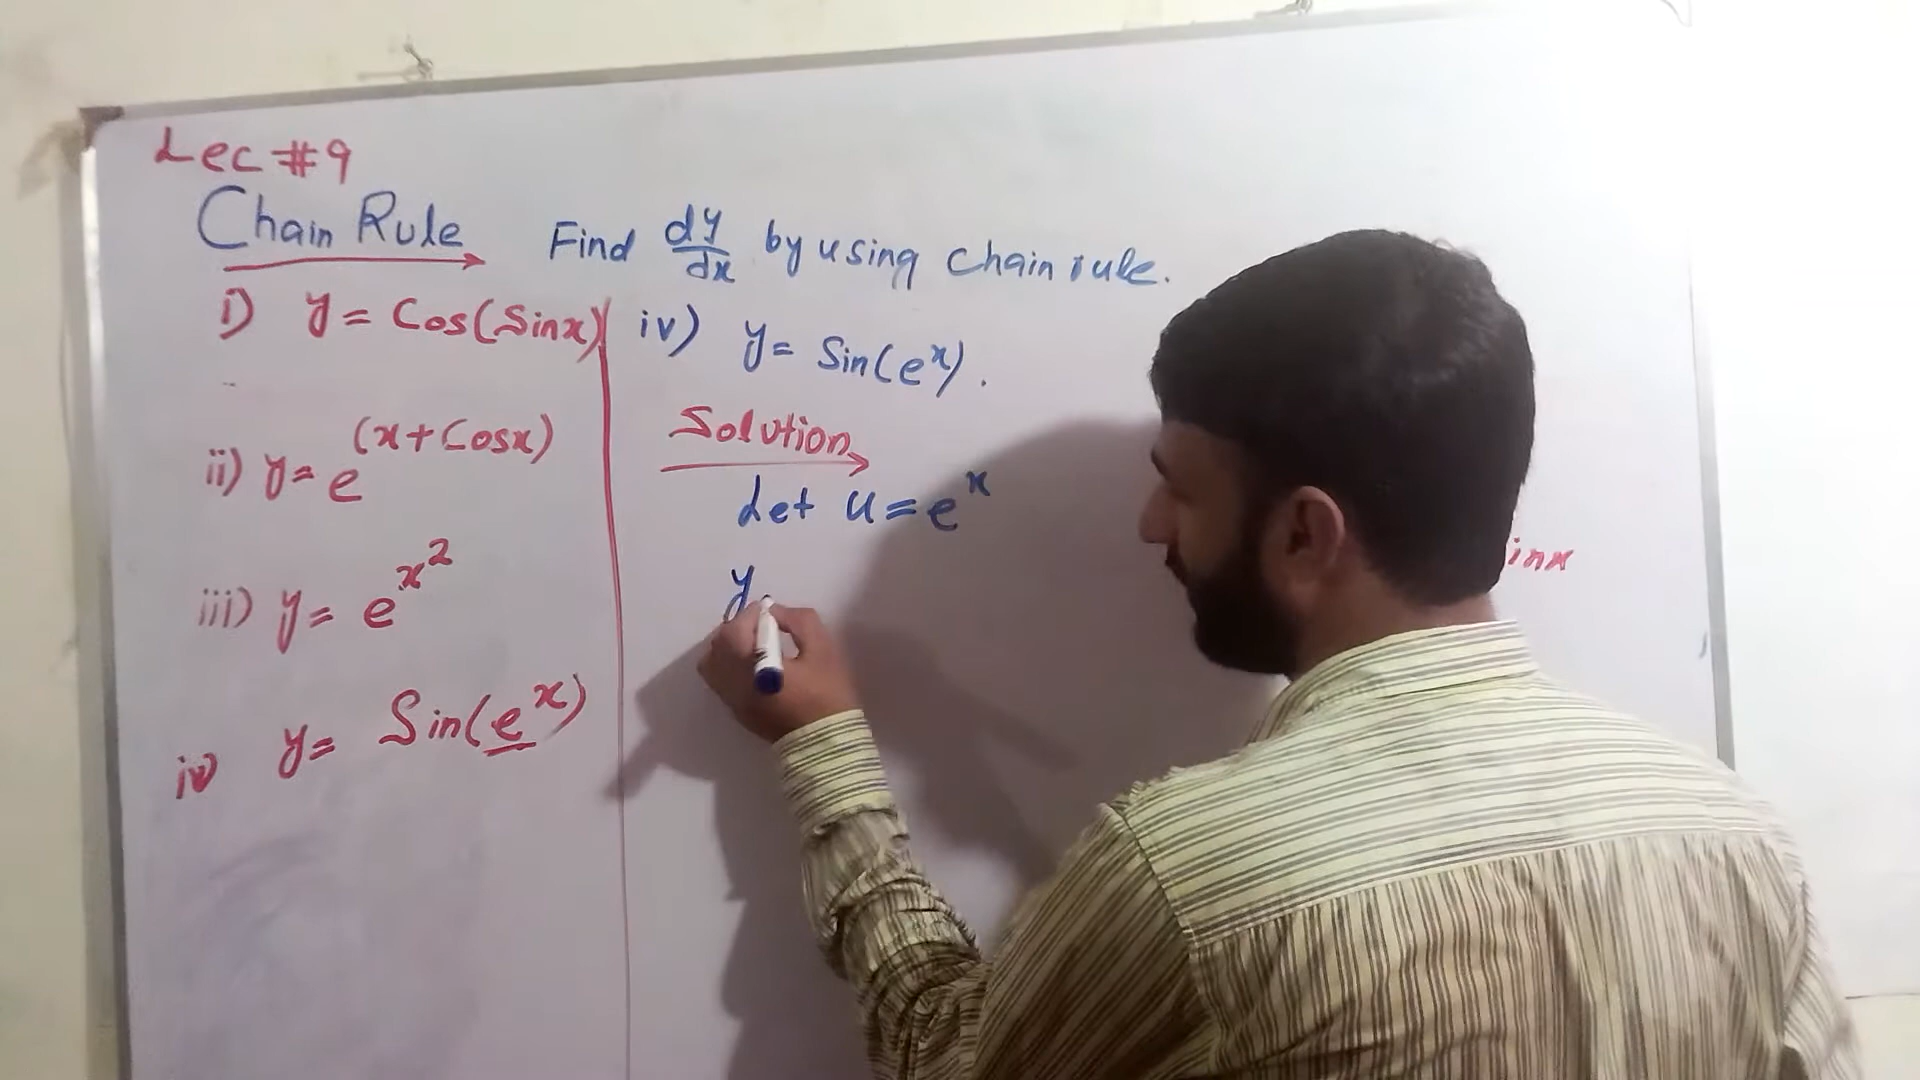 Lec #9
Chain Rule
Find dy/dx by using chain rule.
i) y = Cos(Sinx)
ii) y = e^(x+Cosx)
iii) y = e^x^2
iv y = Sin(e^x)
iv) y = Sin(e^x).
Solution
Let u = e^x
y
inx